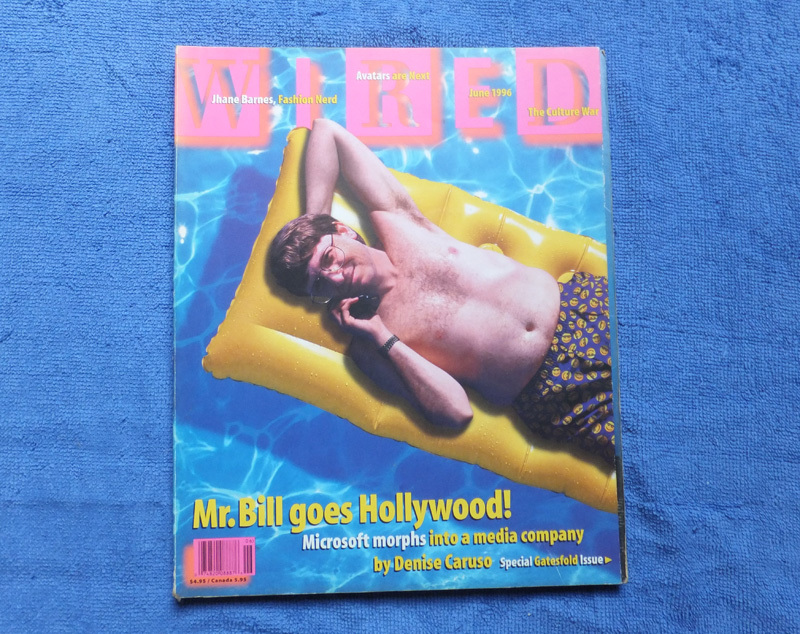 WIRED
Avatars are Next
Jhane Barnes, Fashion Nerd
June 1996
The Culture War
Mr. Bill goes Hollywood!
Microsoft morphs into a media company
by Denise Caruso Special Gatesfold Issue ►
$4.95 / Canada 5.95